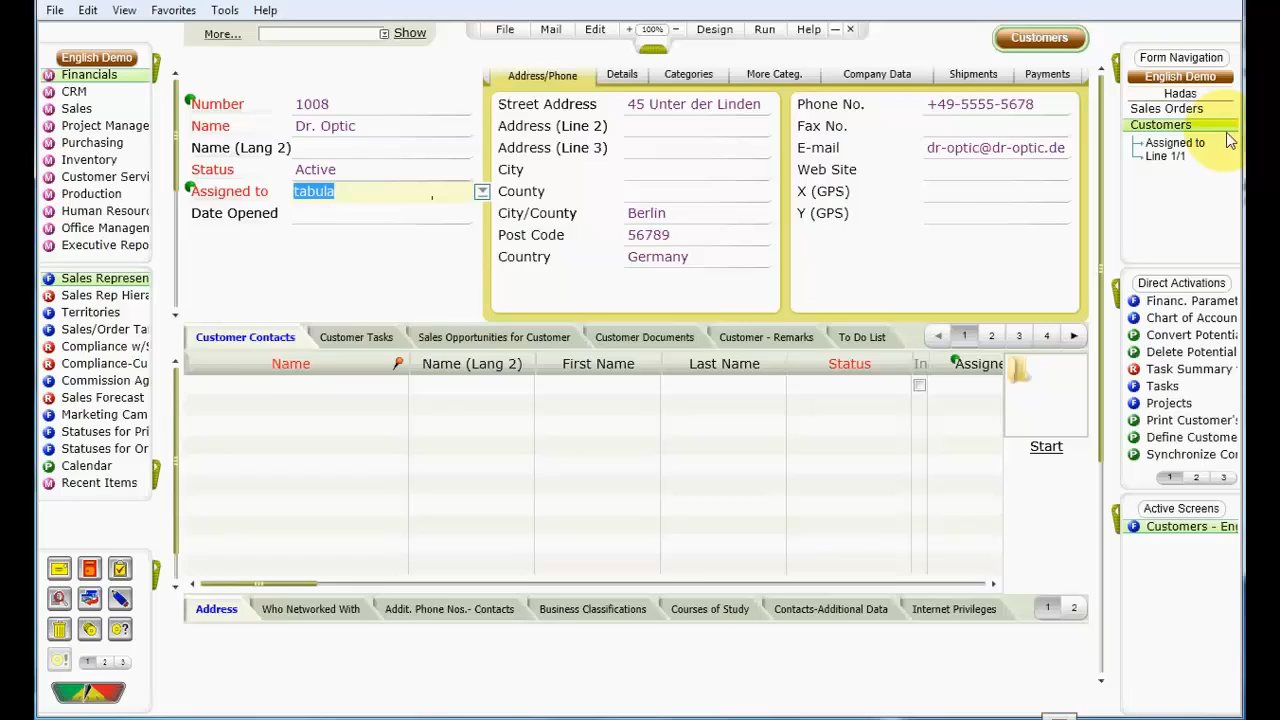 File Edit View Favorites Tools Help
More... Show
File Mail Edit + 100% − Design Run Help
Customers
English Demo
Financials
CRM
Sales
Project Manage
Purchasing
Inventory
Customer Servi
Production
Human Resourc
Office Managen
Executive Repo
Sales Represen
Sales Rep Hiera
Territories
Sales/Order Ta
Compliance w/S
Compliance-Cu
Commission Ag
Sales Forecast
Marketing Cam
Statuses for Pri
Statuses for Or
Calendar
Recent Items
1 2 3
Number 1008
Name Dr. Optic
Name (Lang 2)
Status Active
Assigned to tabula
Date Opened
Address/Phone Details Categories More Categ. Company Data Shipments Payments
Street Address 45 Unter der Linden
Address (Line 2)
Address (Line 3)
City
County
City/County Berlin
Post Code 56789
Country Germany
Phone No. +49-5555-5678
Fax No.
E-mail dr-optic@dr-optic.de
Web Site
X (GPS)
Y (GPS)
Customer Contacts Customer Tasks Sales Opportunities for Customer Customer Documents Customer - Remarks To Do List 1 2 3 4
Name Name (Lang 2) First Name Last Name Status In Assigne
Start
Address Who Networked With Addit. Phone Nos.- Contacts Business Classifications Courses of Study Contacts-Additional Data Internet Privileges 1 2
Form Navigation
English Demo
Hadas
Sales Orders
Customers
Assigned to
Line 1/1
Direct Activations
Financ. Paramet
Chart of Accoun
Convert Potentia
Delete Potential
Task Summary
Tasks
Projects
Print Customer's
Define Custome
Synchronize Con
1 2 3
Active Screens
Customers - En